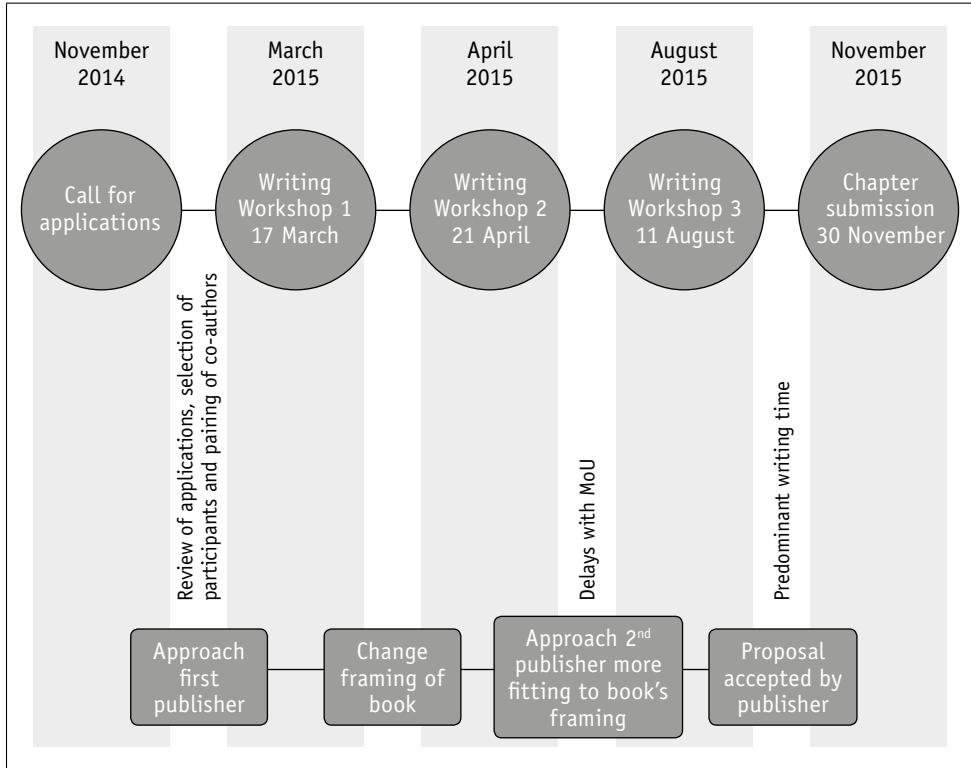 November
2014
March
2015
April
2015
August
2015
November
2015
Call for
applications
Writing
Workshop 1
17 March
Writing
Workshop 2
21 April
Writing
Workshop 3
11 August
Chapter
submission
30 November
Review of applications, selection of
participants and pairing of co-authors
Delays with MoU
Predominant writing time
Approach
first
publisher
Change
framing of
book
Approach 2nd
publisher more
fitting to book’s
framing
Proposal
accepted by
publisher